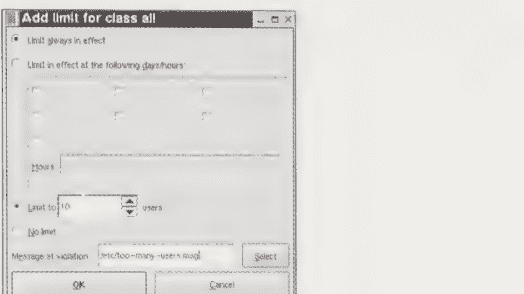 Add limit for class all
Limit always in effect
Limit in effect at the following days/hours:
Hours
Limit to 10 users
No limit
Message at violation /etc/too-many-users.msg Select
OK Cancel